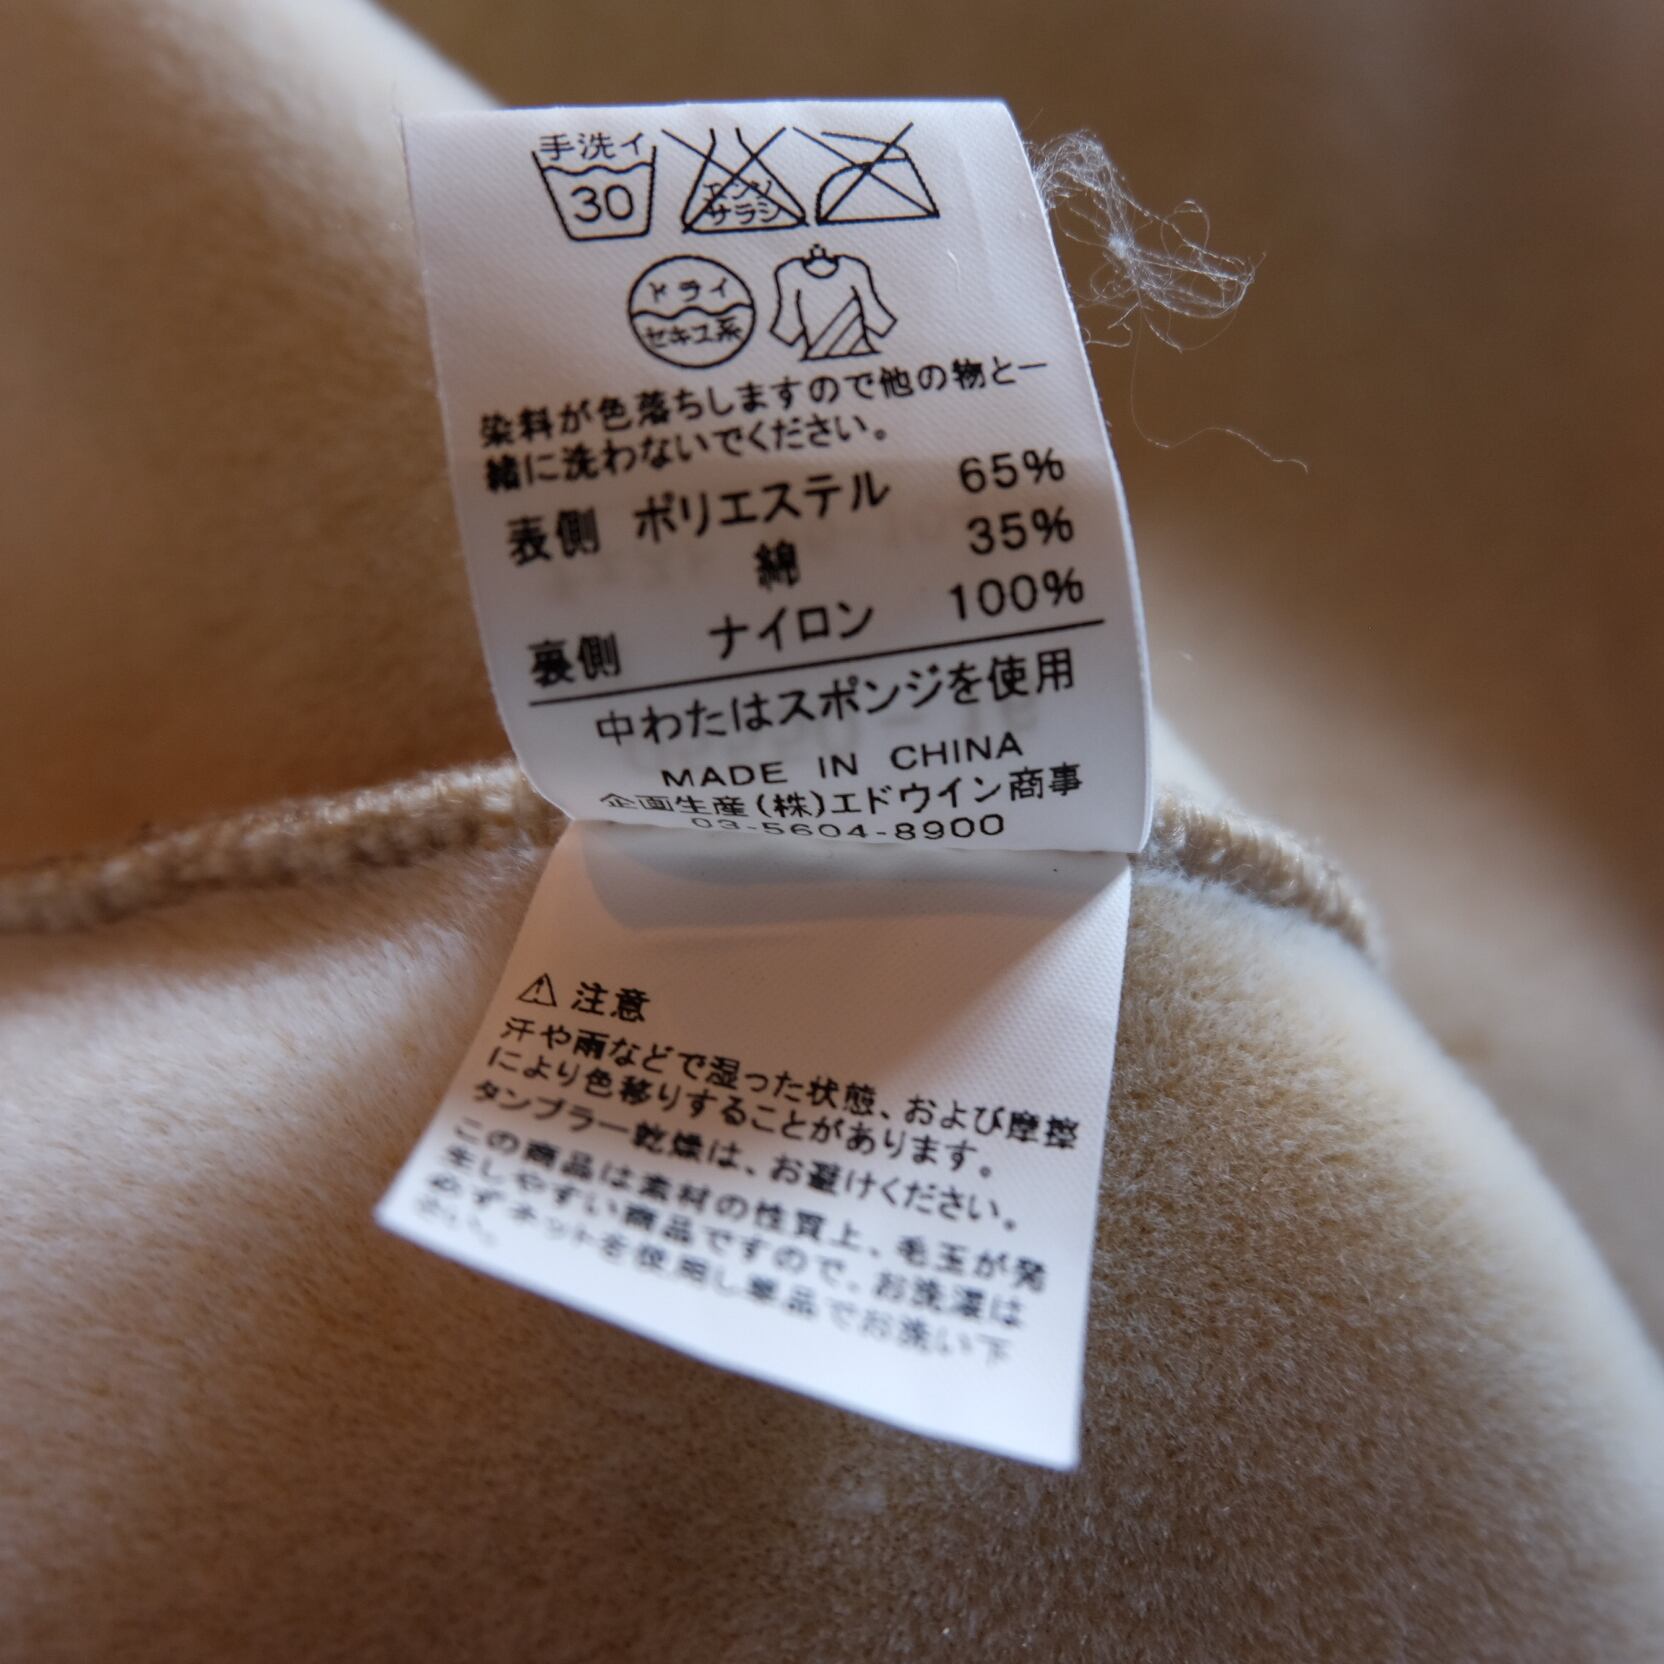 手洗イ
30
エンソ
サラシ
ドライ
セキユ系
染料が色落ちしますので他の物と一
緒に洗わないでください。
表側 ポリエステル 65%
綿 35%
裏側 ナイロン 100%
中わたはスポンジを使用
MADE IN CHINA
企画生産(株)エドウイン商事
03-5604-8900
⚠ 注意
汗や雨などで湿った状態、および摩擦
により色移りすることがあります。
タンブラー乾燥は、お避けください。
この商品は素材の性質上、毛玉が発
生しやすい商品ですので、お洗濯は
必ずネットを使用し単品でお洗い下
さい。